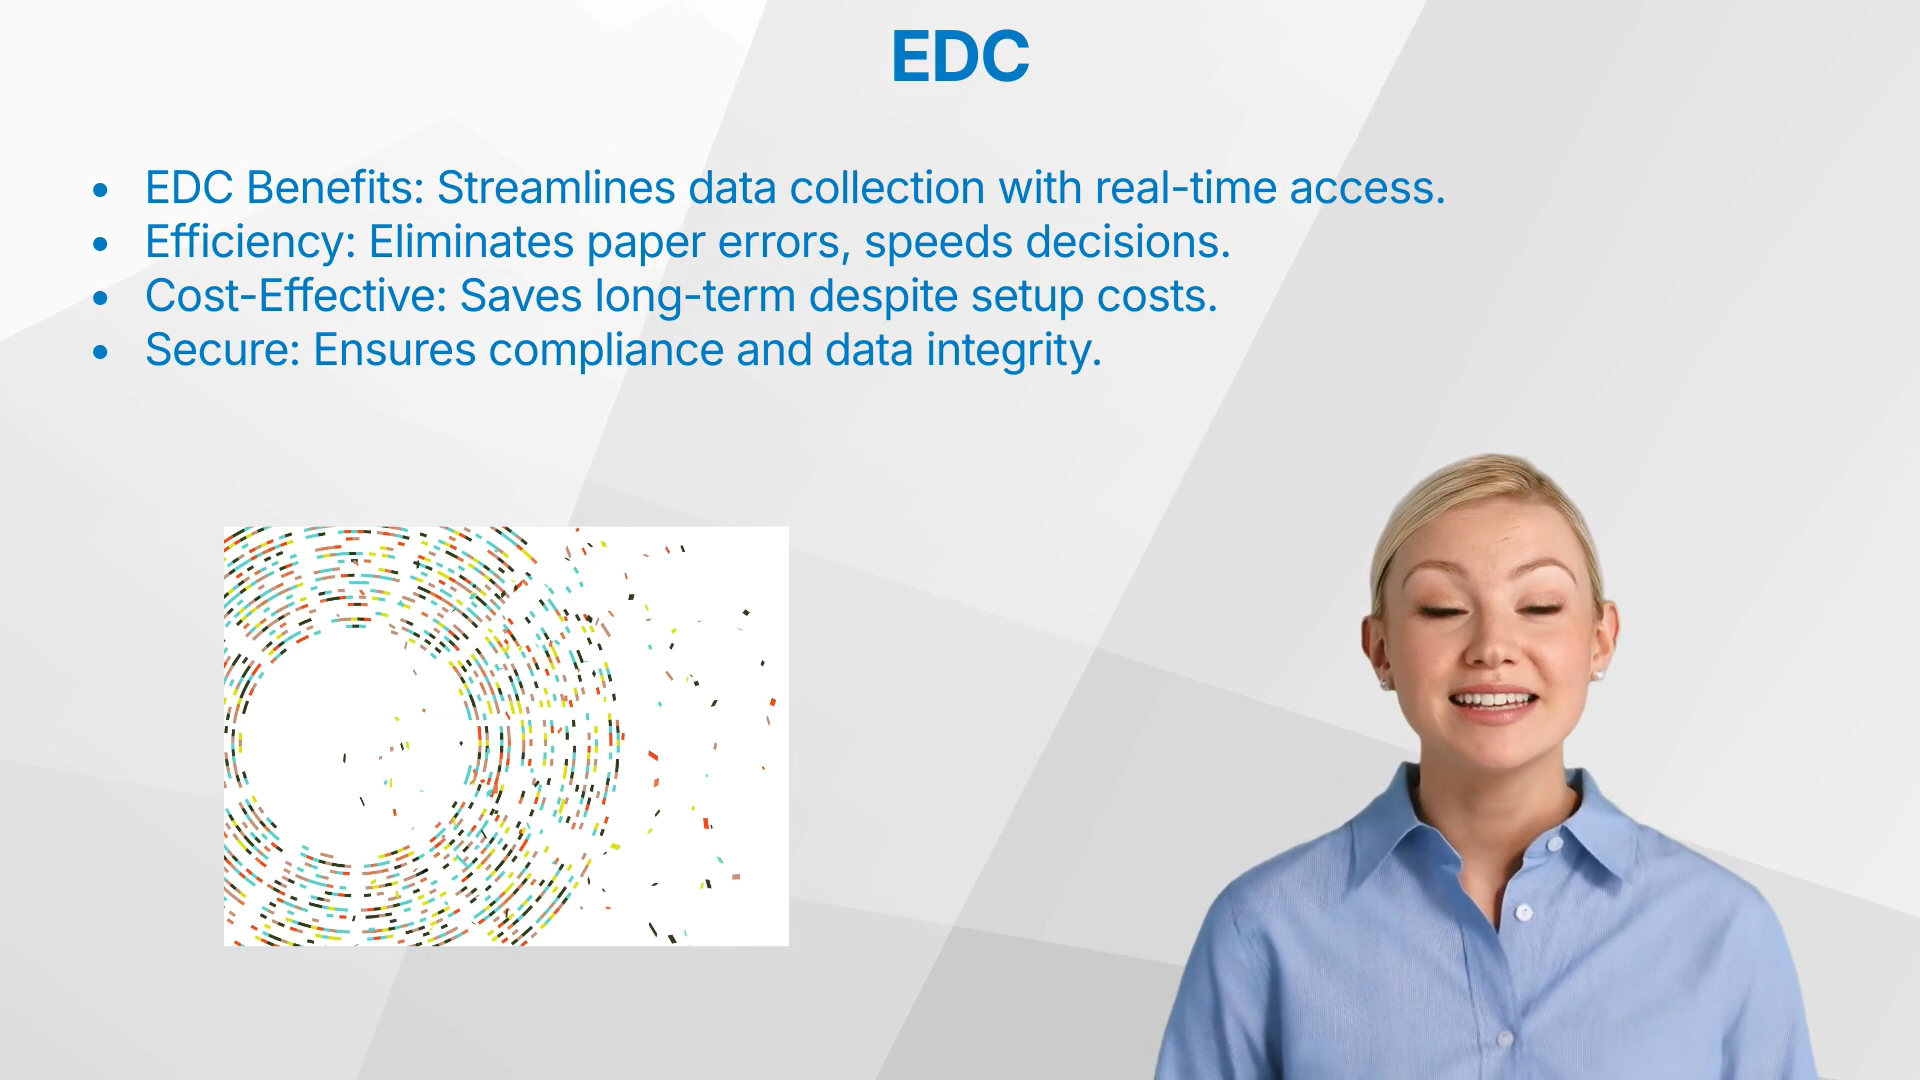 EDC
• EDC Benefits: Streamlines data collection with real-time access.
• Efficiency: Eliminates paper errors, speeds decisions.
• Cost-Effective: Saves long-term despite setup costs.
• Secure: Ensures compliance and data integrity.